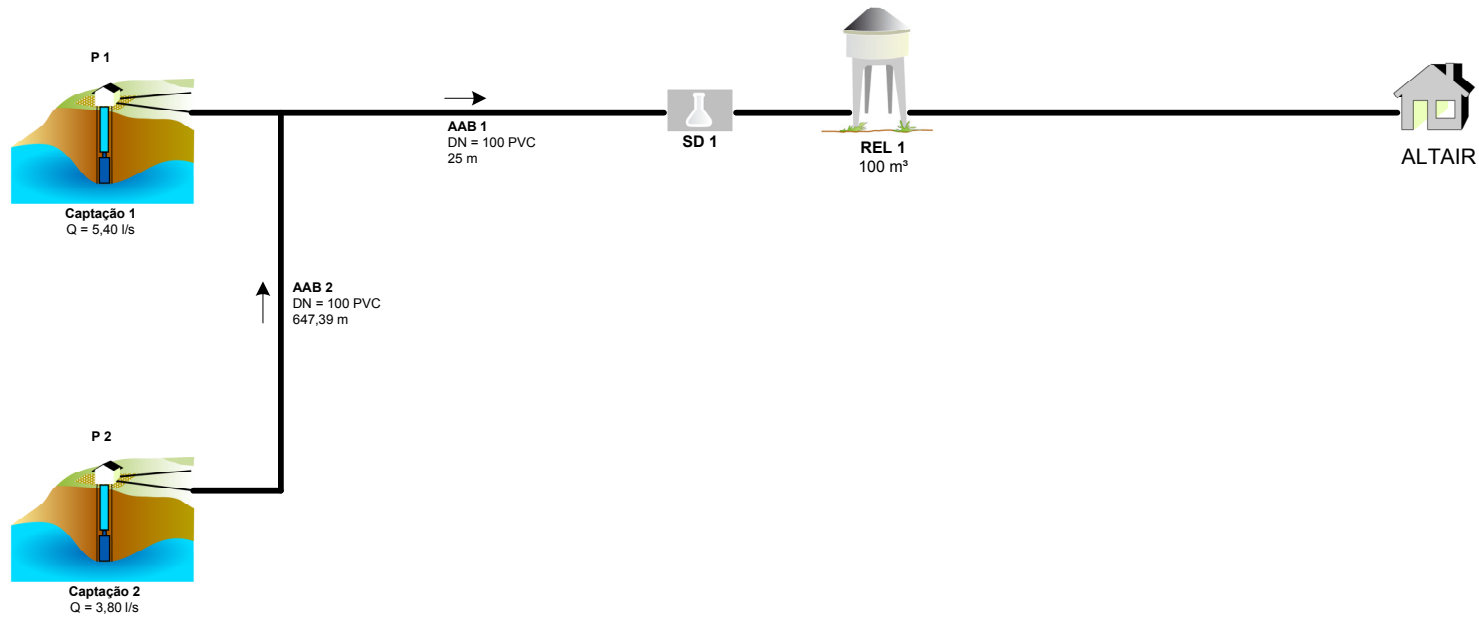 P 1
Captação 1
Q = 5,40 l/s
AAB 1
DN = 100 PVC
25 m
SD 1
REL 1
100 m³
ALTAIR
AAB 2
DN = 100 PVC
647,39 m
P 2
Captação 2
Q = 3,80 l/s